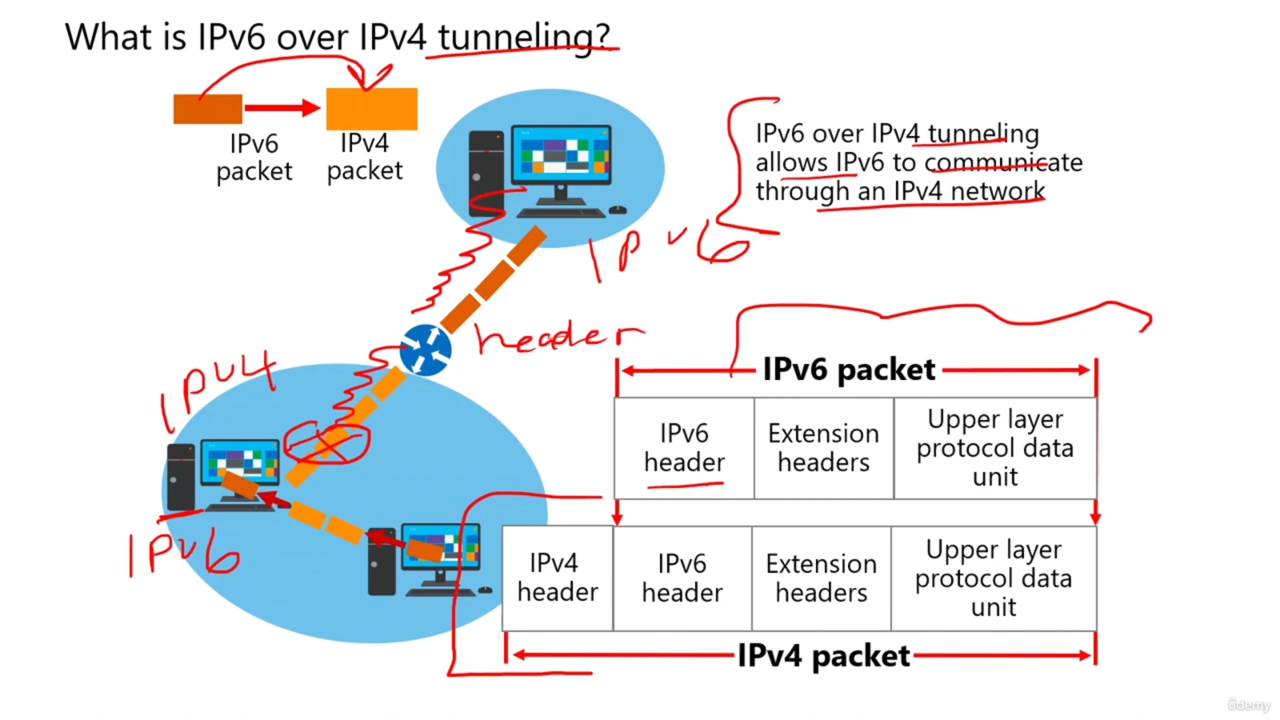 What is IPv6 over IPv4 tunneling?
IPv6
packet
IPv4
packet
IPv6 over IPv4 tunneling
allows IPv6 to communicate
through an IPv4 network
IPv6
header
IPv4
IPv6
IPv6 packet
IPv6
header
Extension
headers
Upper layer
protocol data
unit
IPv4
header
IPv6
header
Extension
headers
Upper layer
protocol data
unit
IPv4 packet
ûdemy